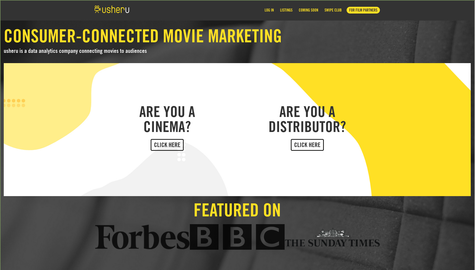 usheru
LOG IN LISTINGS COMING SOON SWIPE CLUB FOR FILM PARTNERS
CONSUMER-CONNECTED MOVIE MARKETING
usheru is a data analytics company connecting movies to audiences
ARE YOU A
CINEMA?
CLICK HERE
ARE YOU A
DISTRIBUTOR?
CLICK HERE
FEATURED ON
Forbes BBC THE SUNDAY TIMES